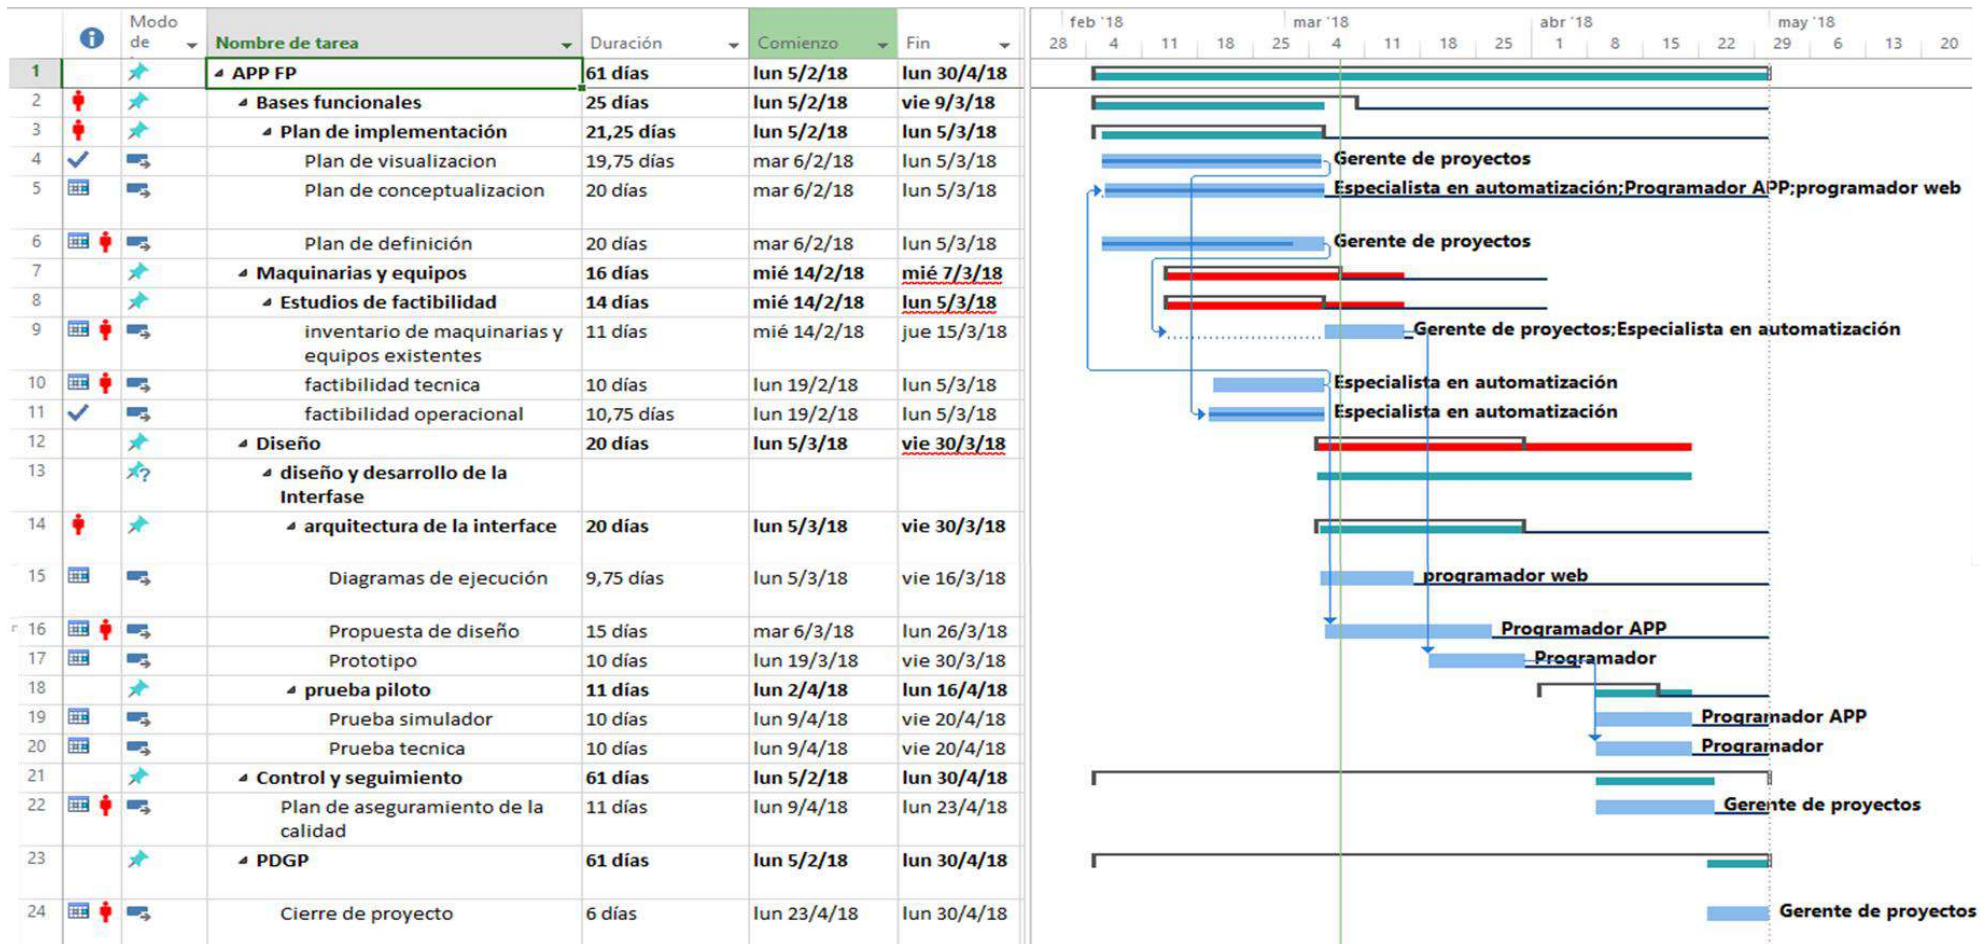 feb '18 mar '18 abr '18 may '18
Modo de Nombre de tarea Duración Comienzo Fin 28 4 11 18 25 4 11 18 25 1 8 15 22 29 6 13 20
1 APP FP 61 días lun 5/2/18 lun 30/4/18
2 Bases funcionales 25 días lun 5/2/18 vie 9/3/18
3 Plan de implementación 21,25 días lun 5/2/18 lun 5/3/18
4 Plan de visualizacion 19,75 días mar 6/2/18 lun 5/3/18 Gerente de proyectos
5 Plan de conceptualizacion 20 días mar 6/2/18 lun 5/3/18 Especialista en automatización;Programador APP;programador web
6 Plan de definición 20 días mar 6/2/18 lun 5/3/18 Gerente de proyectos
7 Maquinarias y equipos 16 días mié 14/2/18 mié 7/3/18
8 Estudios de factibilidad 14 días mié 14/2/18 lun 5/3/18
9 inventario de maquinarias y 11 días mié 14/2/18 jue 15/3/18 Gerente de proyectos;Especialista en automatización
equipos existentes
10 factibilidad tecnica 10 días lun 19/2/18 lun 5/3/18 Especialista en automatización
11 factibilidad operacional 10,75 días lun 19/2/18 lun 5/3/18 Especialista en automatización
12 Diseño 20 días lun 5/3/18 vie 30/3/18
13 diseño y desarrollo de la
Interfase
14 arquitectura de la interface 20 días lun 5/3/18 vie 30/3/18
15 Diagramas de ejecución 9,75 días lun 5/3/18 vie 16/3/18 programador web
16 Propuesta de diseño 15 días mar 6/3/18 lun 26/3/18 Programador APP
17 Prototipo 10 días lun 19/3/18 vie 30/3/18 Programador
18 prueba piloto 11 días lun 2/4/18 lun 16/4/18
19 Prueba simulador 10 días lun 9/4/18 vie 20/4/18 Programador APP
20 Prueba tecnica 10 días lun 9/4/18 vie 20/4/18 Programador
21 Control y seguimiento 61 días lun 5/2/18 lun 30/4/18
22 Plan de aseguramiento de la 11 días lun 9/4/18 lun 23/4/18 Gerente de proyectos
calidad
23 PDGP 61 días lun 5/2/18 lun 30/4/18
24 Cierre de proyecto 6 días lun 23/4/18 lun 30/4/18 Gerente de proyectos